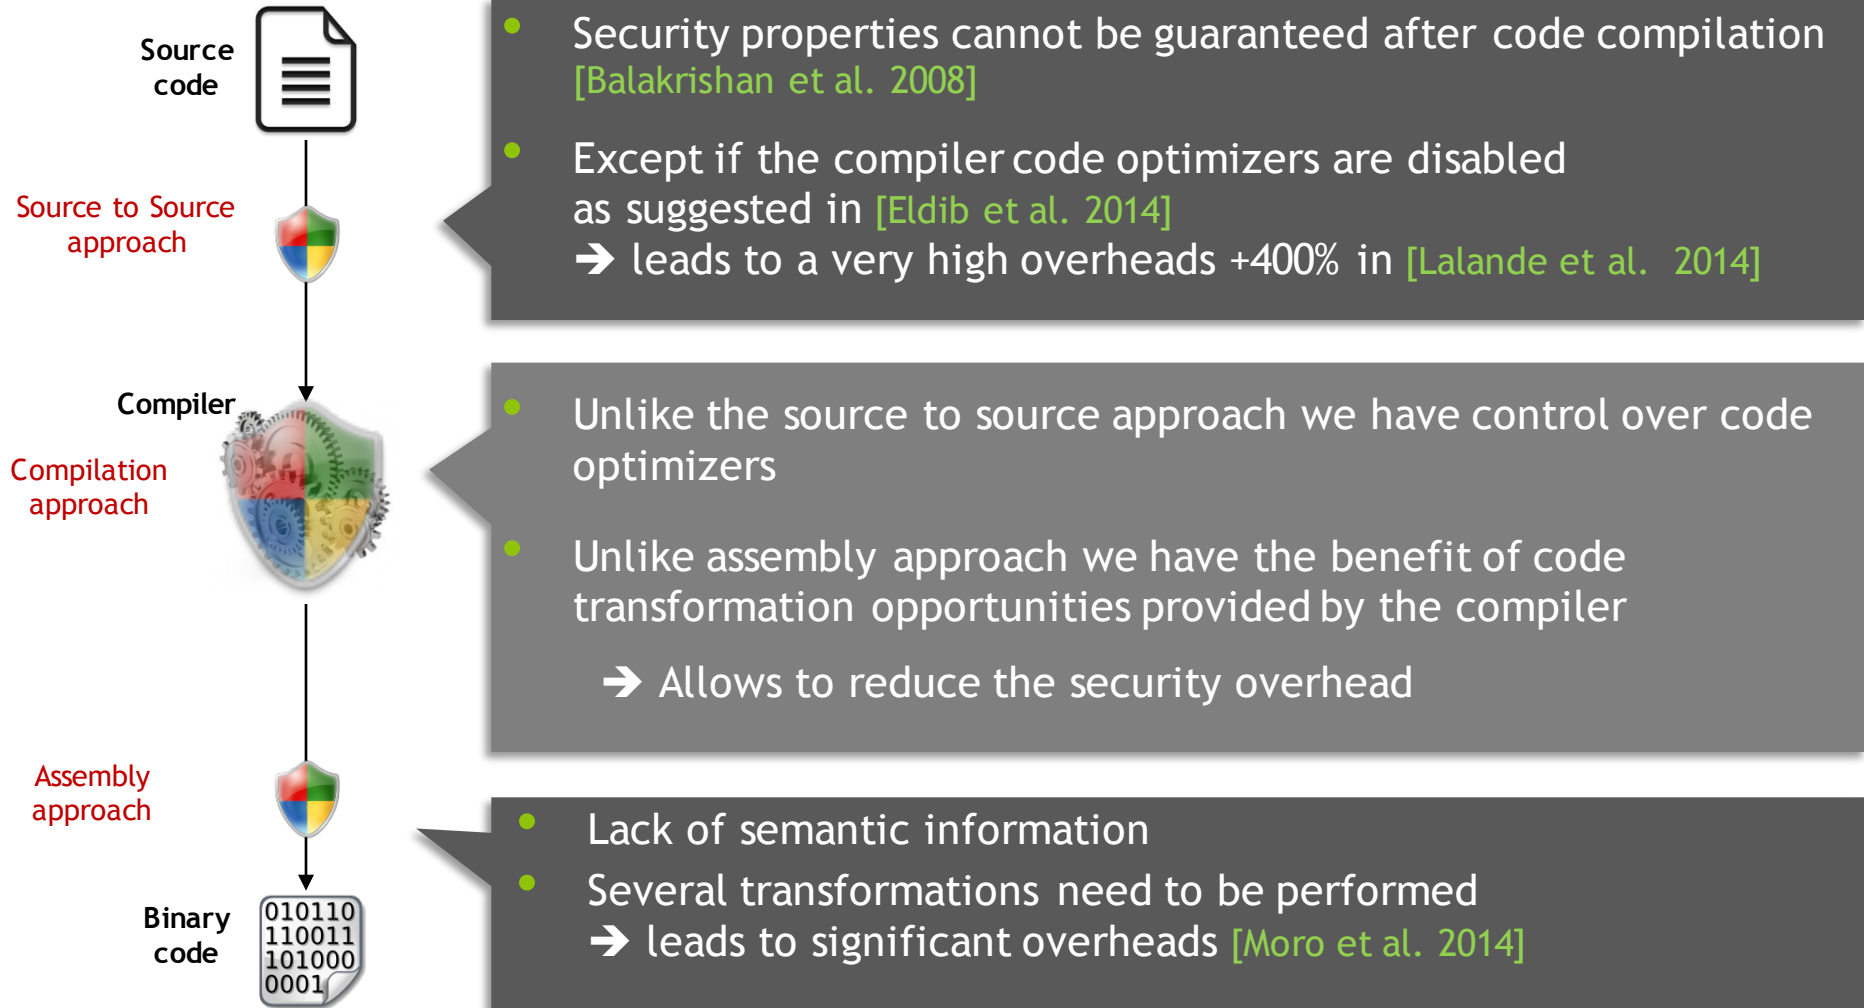 Source
code
• Security properties cannot be guaranteed after code compilation
[Balakrishan et al. 2008]
• Except if the compiler code optimizers are disabled
as suggested in [Eldib et al. 2014]
➔ leads to a very high overheads +400% in [Lalande et al. 2014]
Source to Source
approach
Compiler
Compilation
approach
• Unlike the source to source approach we have control over code
optimizers
• Unlike assembly approach we have the benefit of code
transformation opportunities provided by the compiler
➔ Allows to reduce the security overhead
Assembly
approach
• Lack of semantic information
• Several transformations need to be performed
➔ leads to significant overheads [Moro et al. 2014]
Binary
code
010110
110011
101000
0001